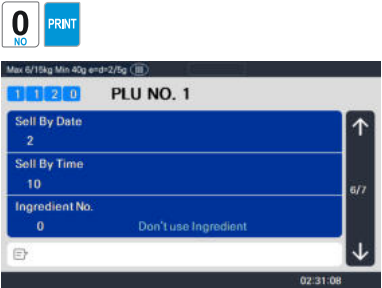 0
NO
PRINT
Max 6/15kg Min 40g e=d=2/5g (III)
1 1 2 0 PLU NO. 1
Sell By Date
2
Sell By Time
10
6/7
Ingredient No.
0 Don't use Ingredient
02:31:08